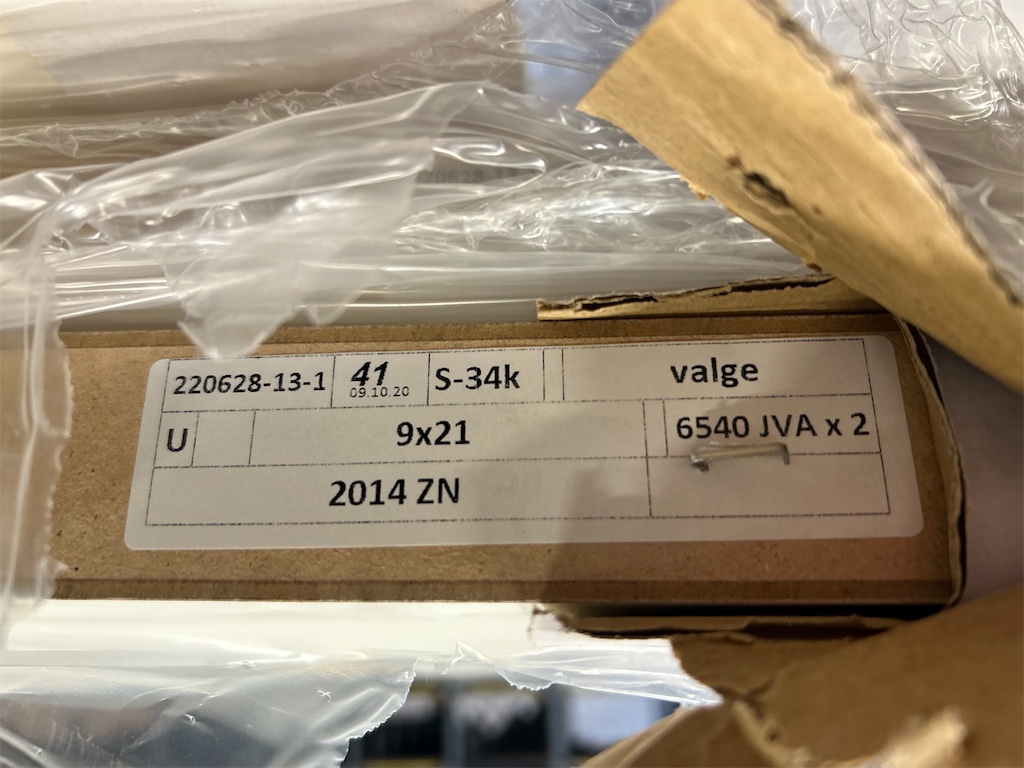 220628-13-1 41 S-34k valge
09.10.20
U 9x21 6540 JVA x 2
2014 ZN